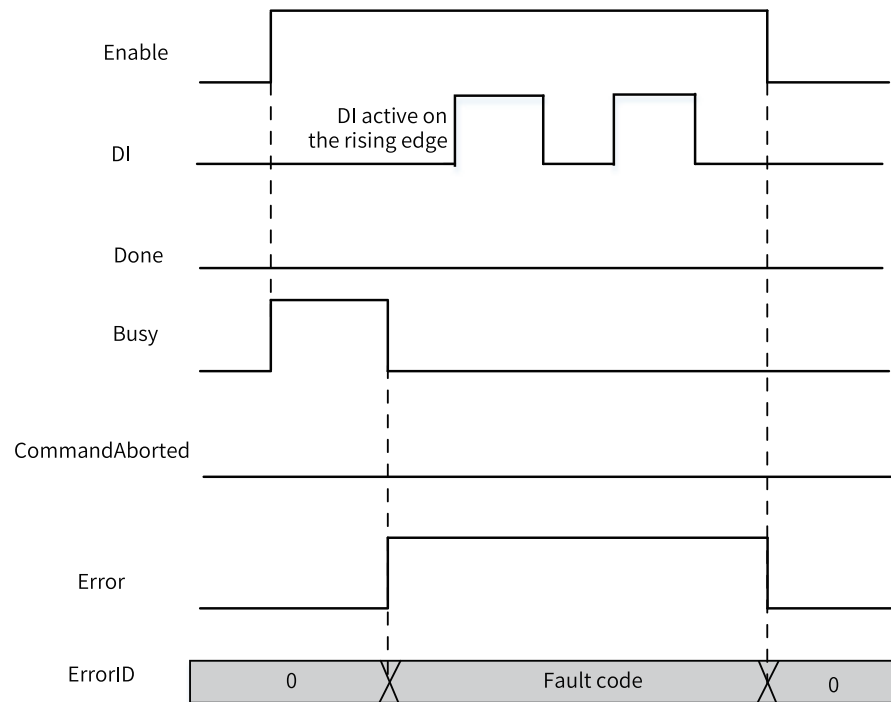 Enable
DI active on
the rising edge
DI
Done
Busy
CommandAborted
Error
ErrorID
0
Fault code
0